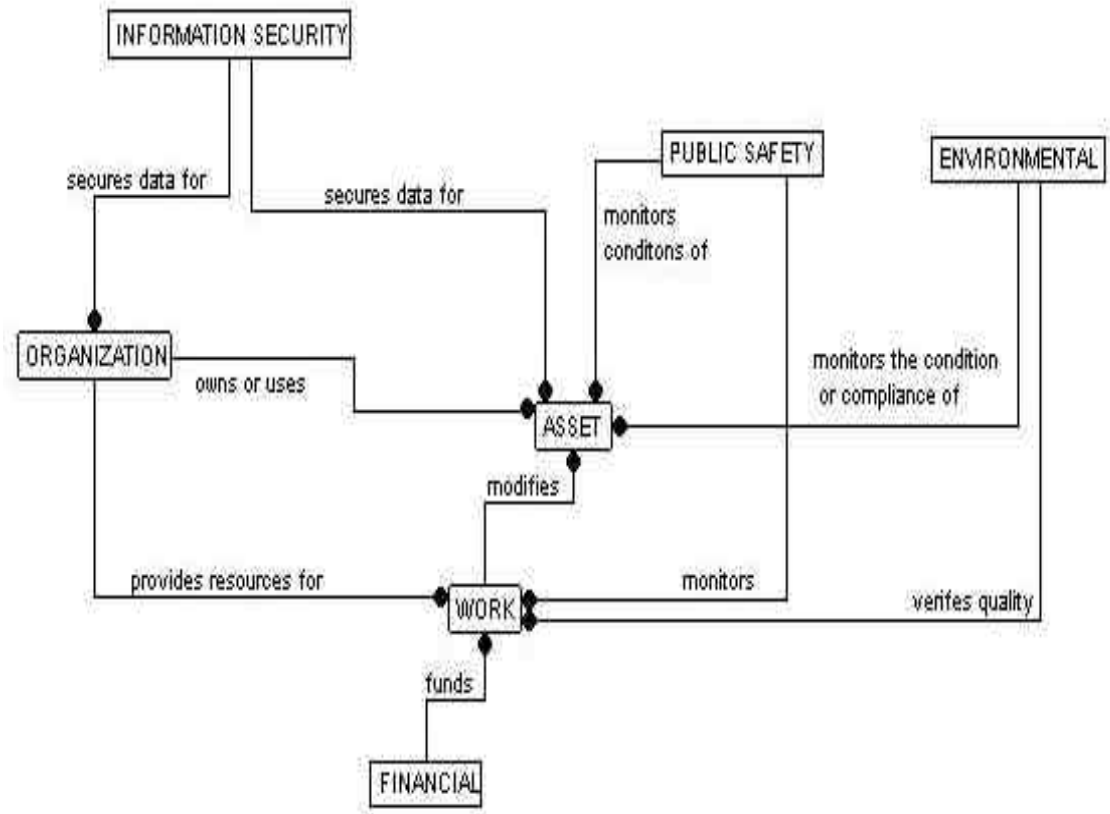 INFORMATION SECURITY
PUBLIC SAFETY
ENVIRONMENTAL
secures data for
secures data for
monitors
conditons of
ORGANIZATION
owns or uses
monitors the condition
or compliance of
ASSET
modifies
provides resources for
monitors
WORK
verifes quality
funds
FINANCIAL